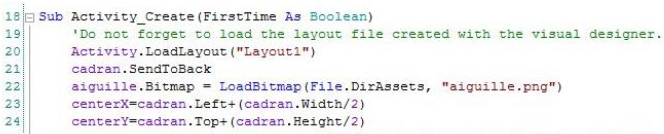 18 Sub Activity_Create(FirstTime As Boolean)
19 'Do not forget to load the layout file created with the visual designer.
20 Activity.LoadLayout("Layout1")
21 cadran.SendToBack
22 aiguille.Bitmap = LoadBitmap(File.DirAssets, "aiguille.png")
23 centerX=cadran.Left+(cadran.Width/2)
24 centerY=cadran.Top+(cadran.Height/2)